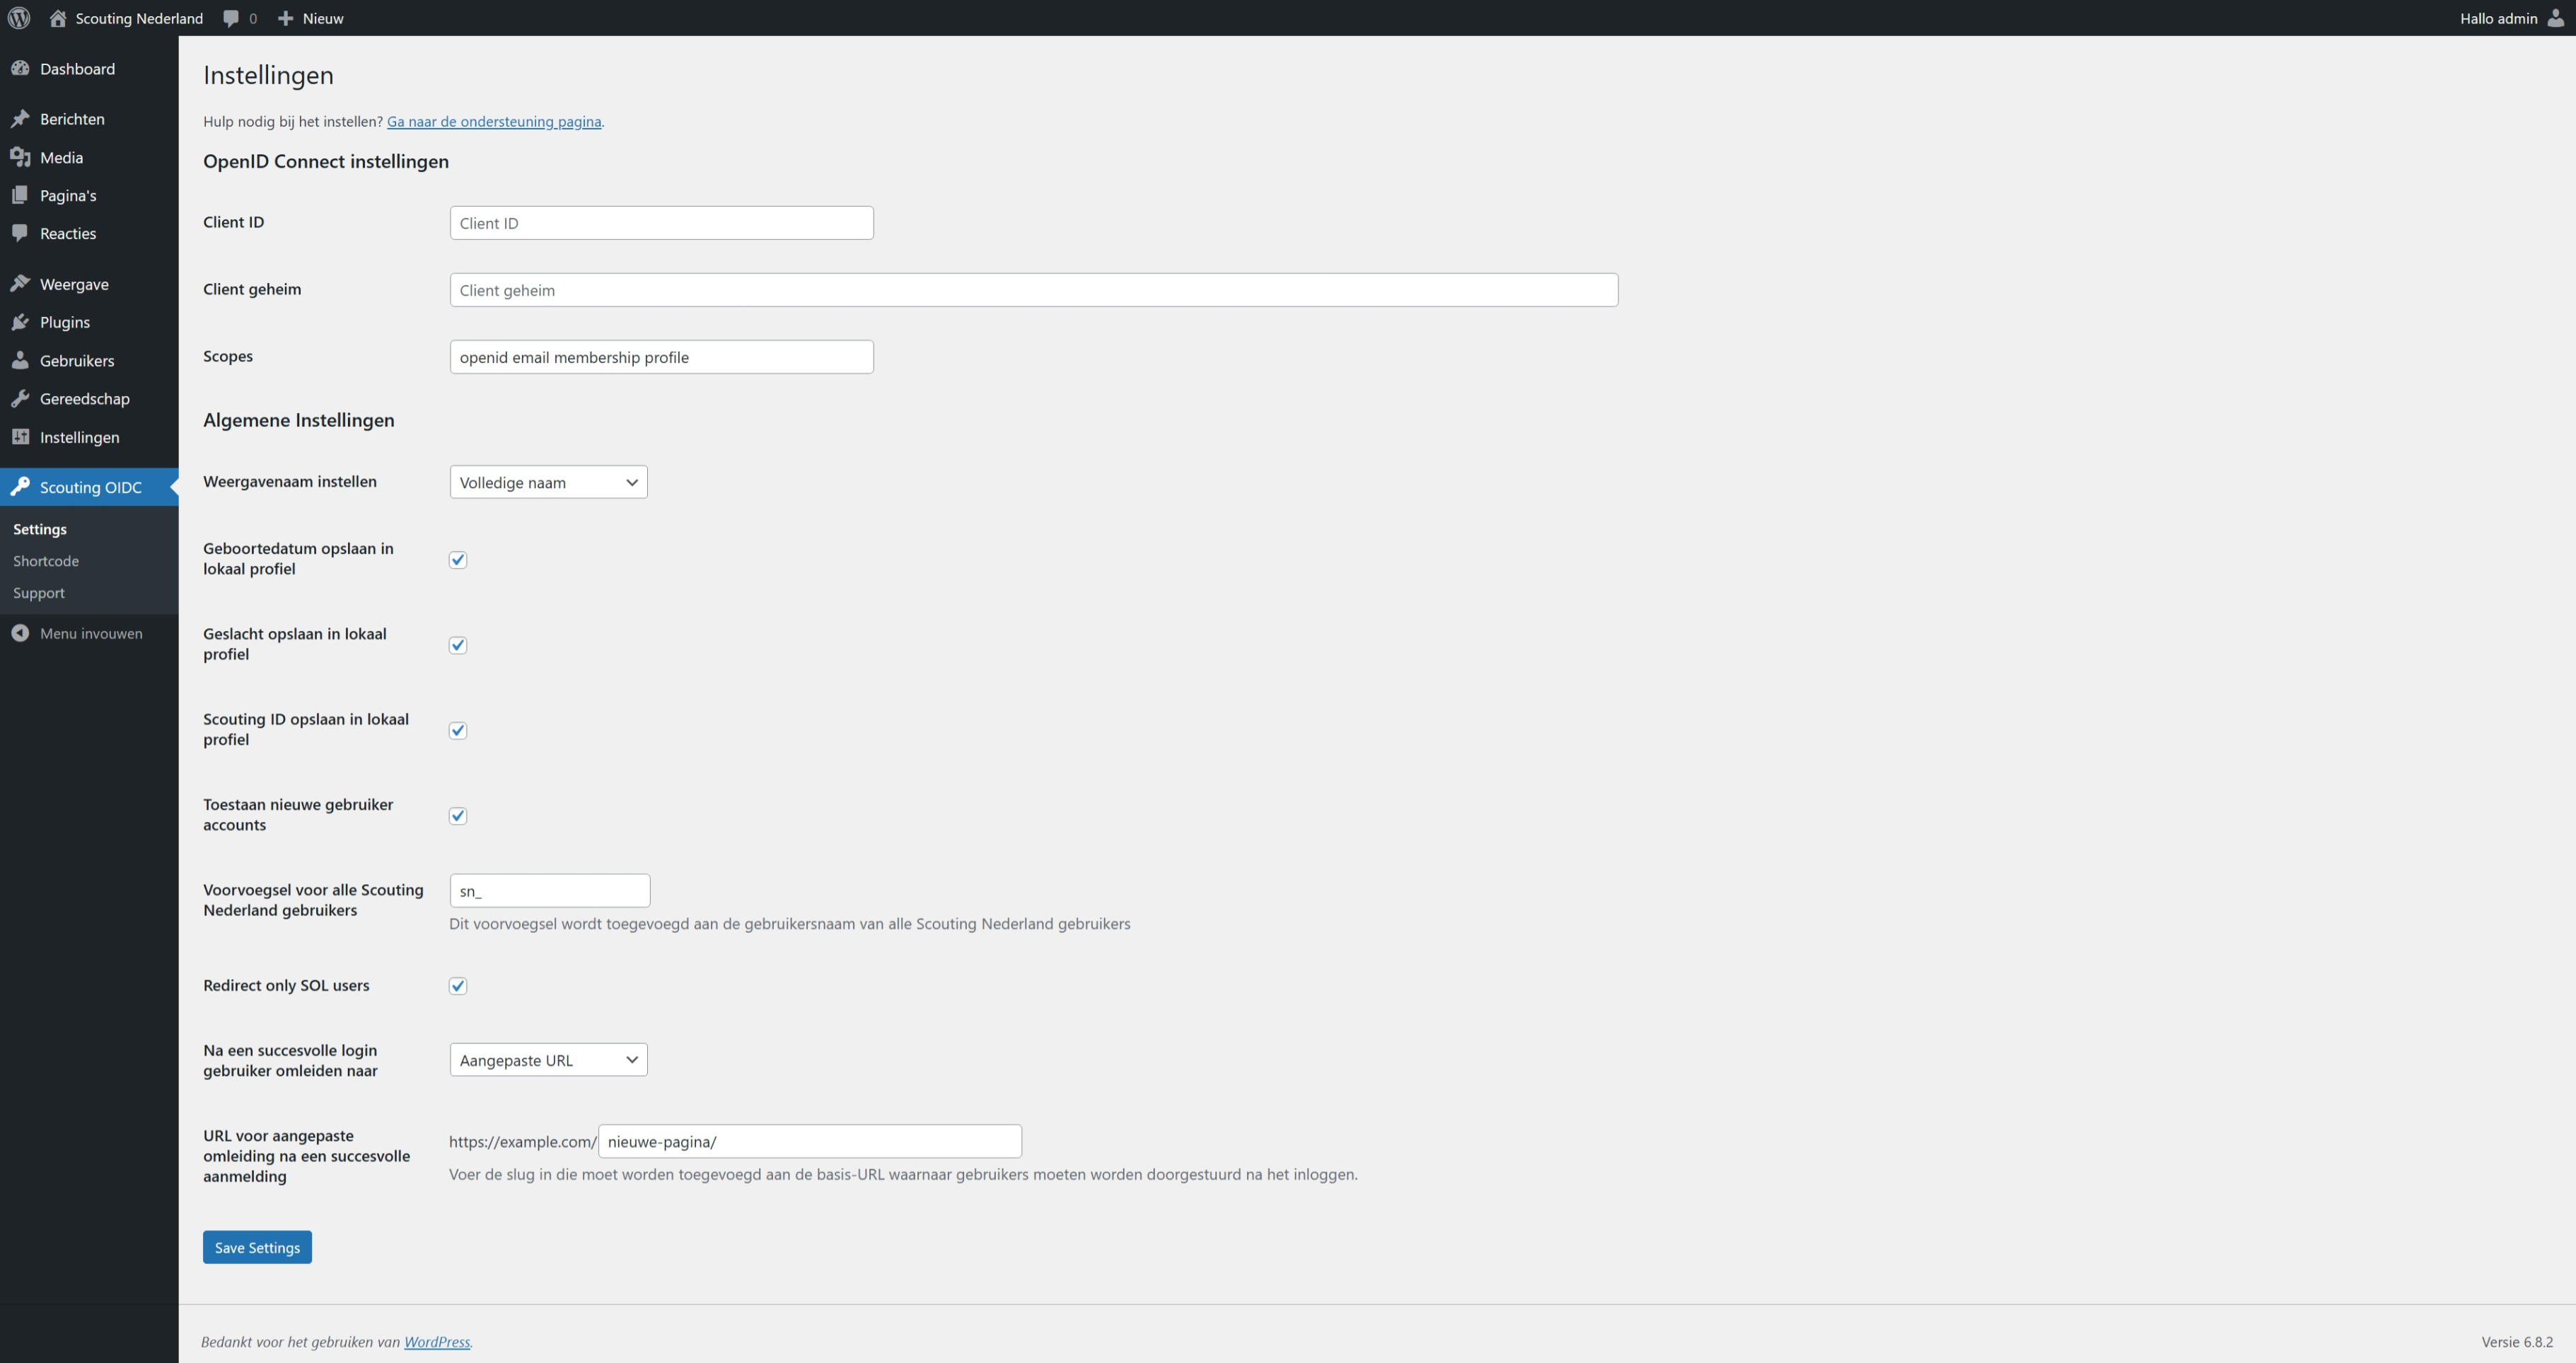 Scouting Nederland
0
Nieuw
Hallo admin
Dashboard
Berichten
Media
Pagina's
Reacties
Weergave
Plugins
Gebruikers
Gereedschap
Instellingen
Scouting OIDC
Settings
Shortcode
Support
Menu invouwen
Instellingen
Hulp nodig bij het instellen? Ga naar de ondersteuning pagina.
OpenID Connect instellingen
Client ID
Client ID
Client geheim
Client geheim
Scopes
openid email membership profile
Algemene Instellingen
Weergavenaam instellen
Volledige naam
Geboortedatum opslaan in
lokaal profiel
Geslacht opslaan in lokaal
profiel
Scouting ID opslaan in lokaal
profiel
Toestaan nieuwe gebruiker
accounts
Voorvoegsel voor alle Scouting
Nederland gebruikers
sn_
Dit voorvoegsel wordt toegevoegd aan de gebruikersnaam van alle Scouting Nederland gebruikers
Redirect only SOL users
Na een succesvolle login
gebruiker omleiden naar
Aangepaste URL
URL voor aangepaste
omleiding na een succesvolle
aanmelding
https://example.com/ nieuwe-pagina/
Voer de slug in die moet worden toegevoegd aan de basis-URL waarnaar gebruikers moeten worden doorgestuurd na het inloggen.
Save Settings
Bedankt voor het gebruiken van WordPress.
Versie 6.8.2